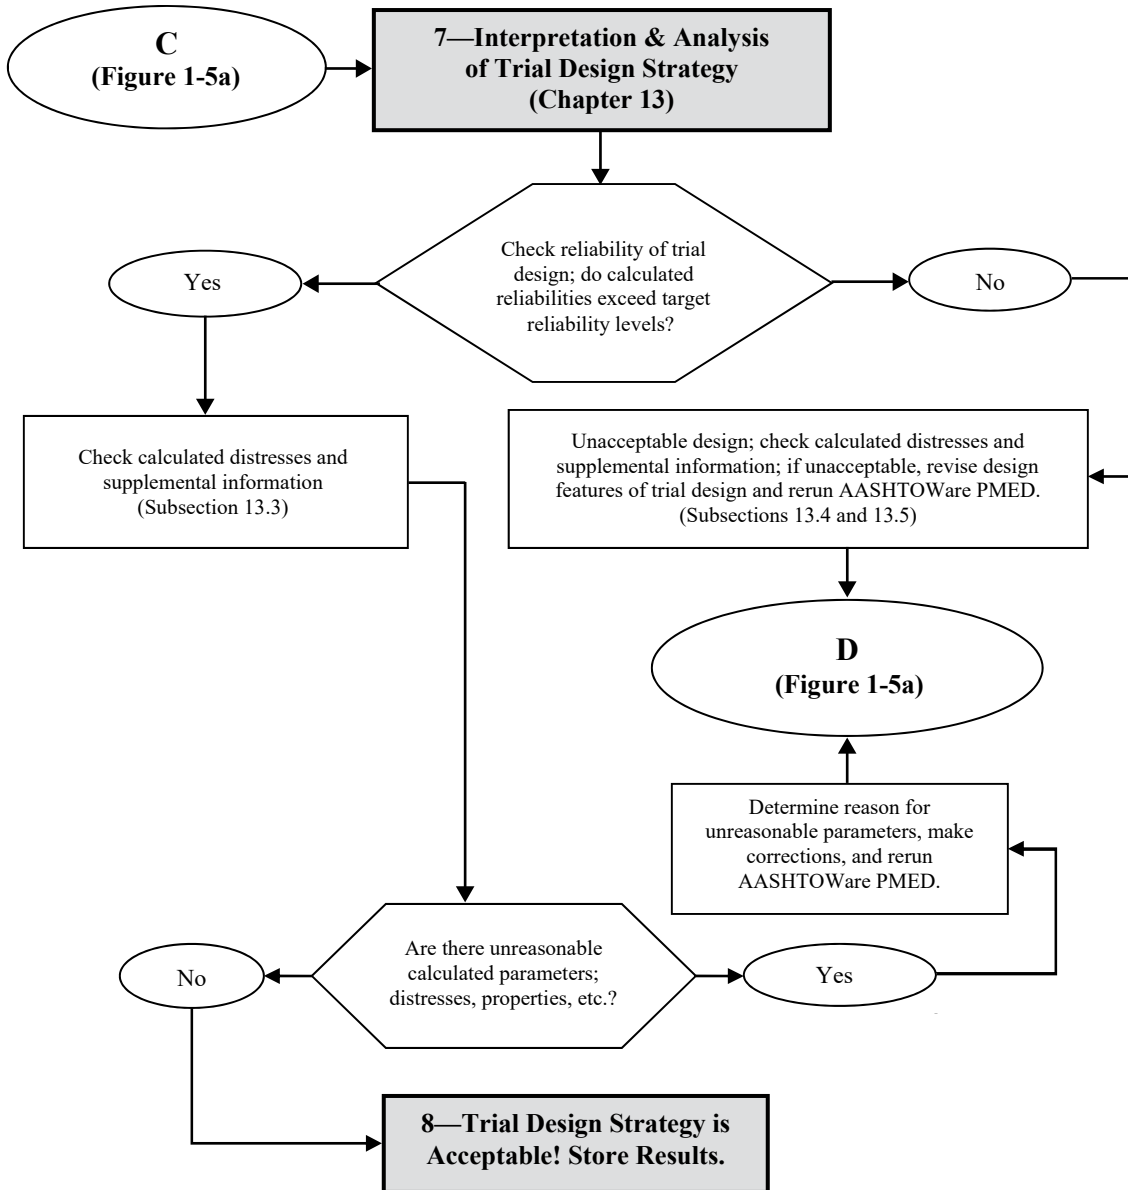 C
(Figure 1-5a)
7—Interpretation & Analysis
of Trial Design Strategy
(Chapter 13)
Check reliability of trial
design; do calculated
reliabilities exceed target
reliability levels?
Yes
No
Check calculated distresses and
supplemental information
(Subsection 13.3)
Unacceptable design; check calculated distresses and
supplemental information; if unacceptable, revise design
features of trial design and rerun AASHTOWare PMED.
(Subsections 13.4 and 13.5)
D
(Figure 1-5a)
Determine reason for
unreasonable parameters, make
corrections, and rerun
AASHTOWare PMED.
Are there unreasonable
calculated parameters;
distresses, properties, etc.?
No
Yes
8—Trial Design Strategy is
Acceptable! Store Results.